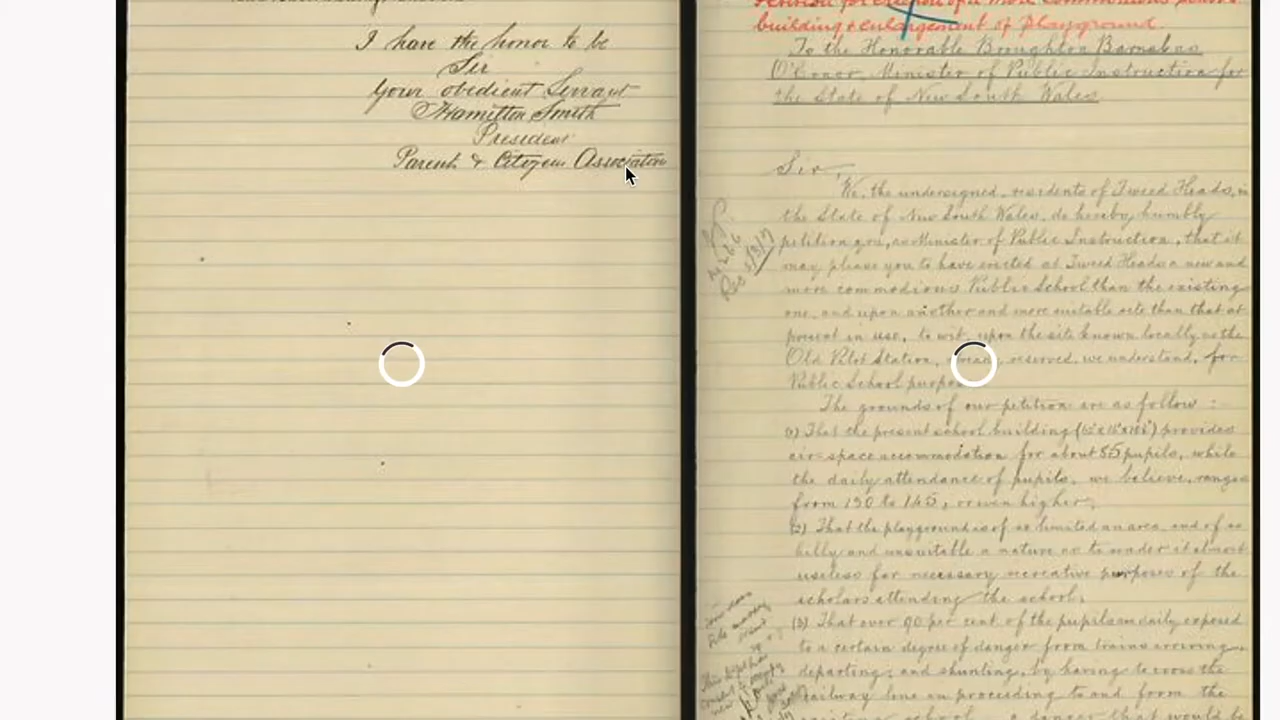 I have the honor to be
Sir
Your obedient Servant
Hamilton Smith
President
Parent & Citizens Association
building & enlargement of playground.
To the Honorable Broughton Barnabas
O'Conor, Minister of Public Instruction for
the State of New South Wales.
Sir,
We, the undersigned, residents of Tweed Heads, in
the State of New South Wales, do hereby humbly
petition you, as Minister of Public Instruction, that it
may please you to have erected at Tweed Heads a new and
more commodious Public School than the existing
one, and upon another and more suitable site than that at
present in use, to wit, upon the site known locally as the
Old Pilot Station, reserved, we understand, for
Public School
The grounds of our petition are as follow :
(1) That the present school building provides
air-space accommodation for about 85 pupils, while
the daily attendance of pupils, we believe, ranges
from 130 to 145, or even higher;
(2) That the playground is of so limited an area, and of so
hilly and unsuitable a nature as to render it almost
useless for necessary recreative purposes of the
scholars attending the school;
(3) That over 90 per cent. of the pupils are daily exposed
to a certain degree of danger from trains arriving,
departing, and shunting, by having to cross the
railway line in proceeding to and from the
existing school – a danger that would be